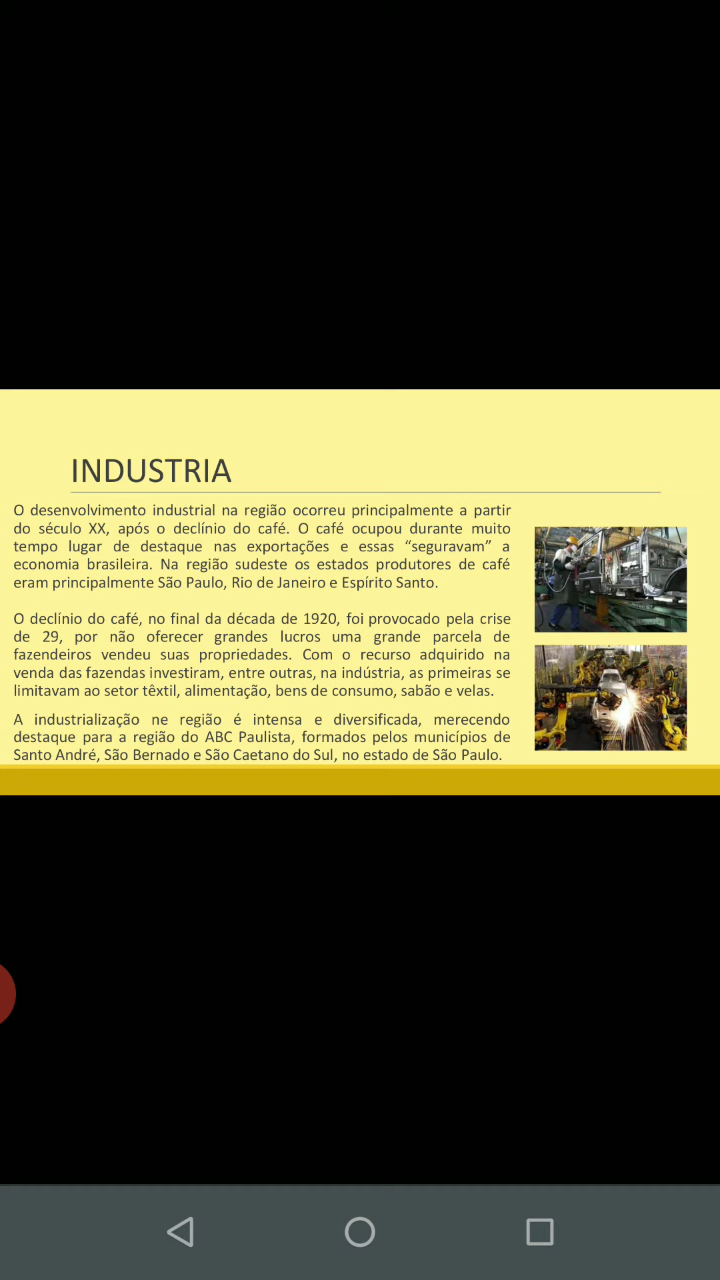 INDUSTRIA
O desenvolvimento industrial na região ocorreu principalmente a partir
do século XX, após o declínio do café. O café ocupou durante muito
tempo lugar de destaque nas exportações e essas “seguravam” a
economia brasileira. Na região sudeste os estados produtores de café
eram principalmente São Paulo, Rio de Janeiro e Espírito Santo.
O declínio do café, no final da década de 1920, foi provocado pela crise
de 29, por não oferecer grandes lucros uma grande parcela de
fazendeiros vendeu suas propriedades. Com o recurso adquirido na
venda das fazendas investiram, entre outras, na indústria, as primeiras se
limitavam ao setor têxtil, alimentação, bens de consumo, sabão e velas.
A industrialização ne região é intensa e diversificada, merecendo
destaque para a região do ABC Paulista, formados pelos municípios de
Santo André, São Bernado e São Caetano do Sul, no estado de São Paulo.